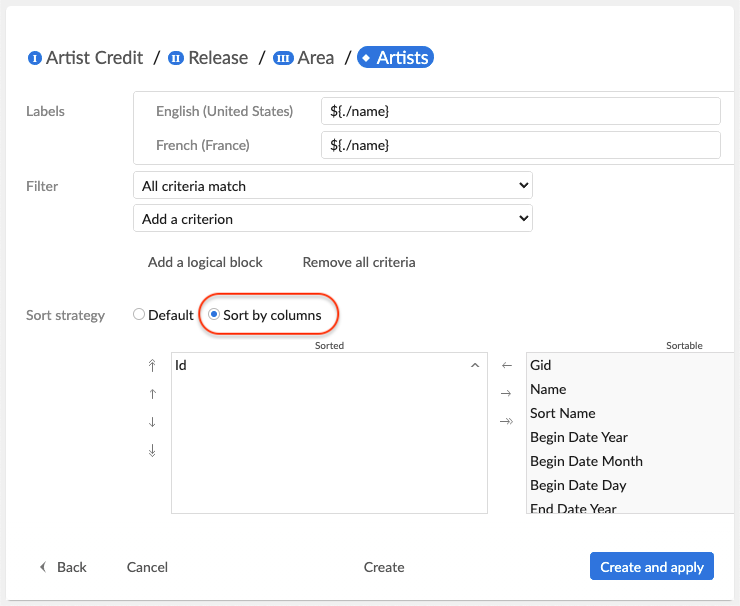 I Artist Credit / II Release / III Area / Artists
Labels
English (United States) ${./name}
French (France) ${./name}
Filter
All criteria match
Add a criterion
Add a logical block Remove all criteria
Sort strategy Default Sort by columns
Sorted Sortable
Id
Gid
Name
Sort Name
Begin Date Year
Begin Date Month
Begin Date Day
End Date Year
Back Cancel Create Create and apply